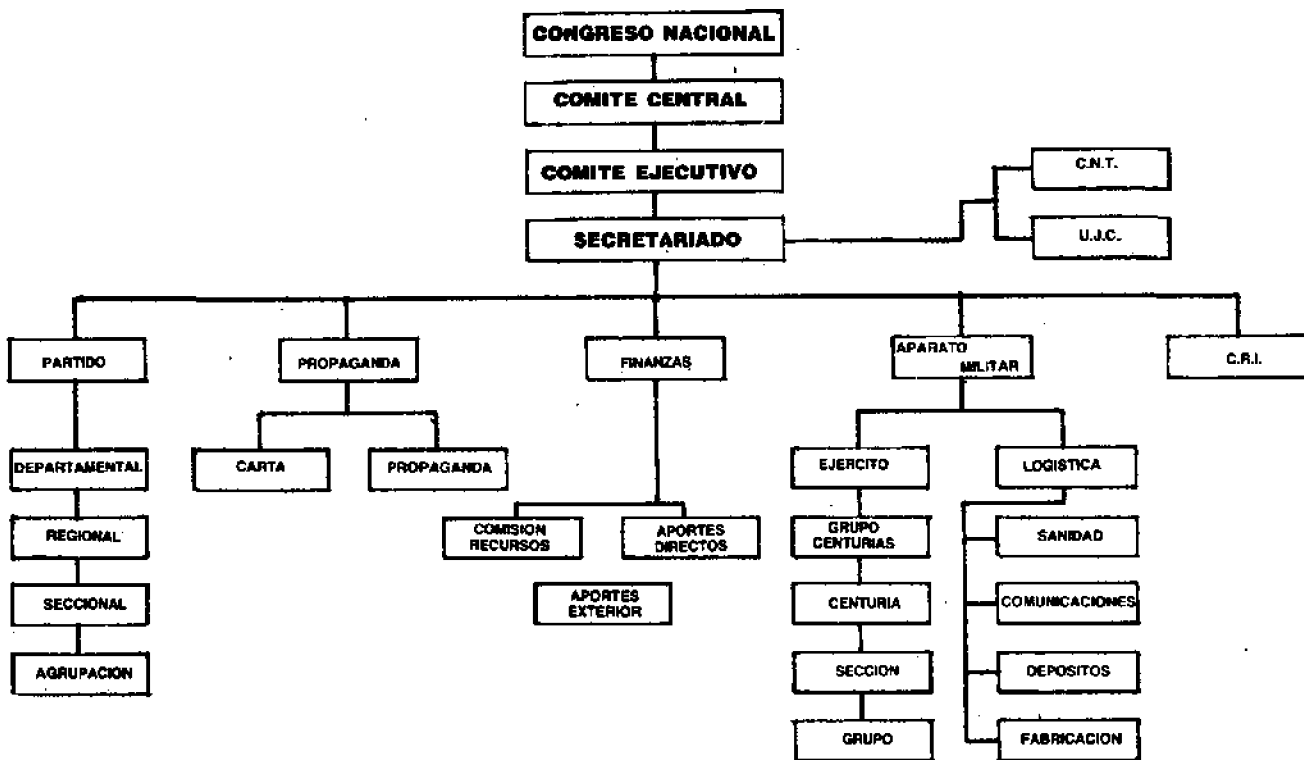 CONGRESO NACIONAL
COMITE CENTRAL
COMITE EJECUTIVO
C.N.T.
SECRETARIADO
U.J.C.
PARTIDO
PROPAGANDA
FINANZAS
APARATO
MILITAR
C.R.I.
DEPARTAMENTAL
CARTA
PROPAGANDA
EJERCITO
LOGISTICA
REGIONAL
COMISION
RECURSOS
APORTES
DIRECTOS
GRUPO
CENTURIAS
SANIDAD
SECCIONAL
APORTES
EXTERIOR
CENTURIA
COMUNICACIONES
AGRUPACION
SECCION
DEPOSITOS
GRUPO
FABRICACION